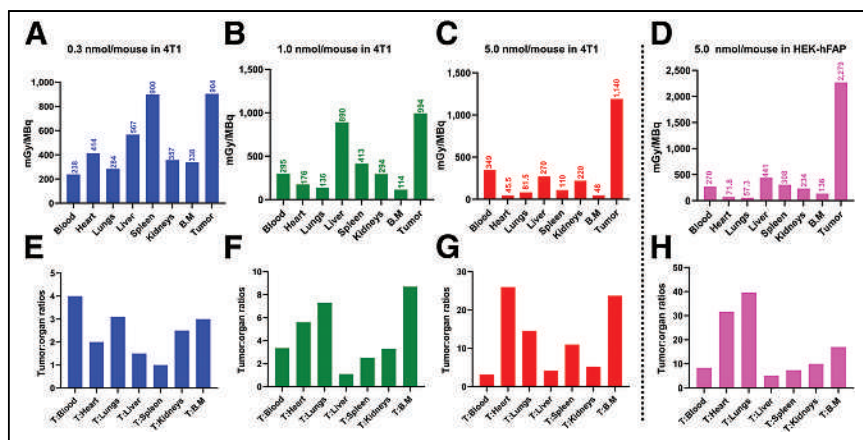 A
0.3 nmol/mouse in 4T1
mGy/MBq
1,000
800
600
400
200
0
238
414
284
567
900
357
338
904
Blood
Heart
Lungs
Liver
Spleen
Kidneys
B.M
Tumor
B
1.0 nmol/mouse in 4T1
mGy/MBq
1,500
1,000
500
0
295
176
136
890
413
294
114
994
Blood
Heart
Lungs
Liver
Spleen
Kidneys
B.M
Tumor
C
5.0 nmol/mouse in 4T1
mGy/MBq
1,500
1,000
500
0
349
45.5
81.5
270
110
220
48
1,140
Blood
Heart
Lungs
Liver
Spleen
Kidneys
B.M
Tumor
D
5.0 nmol/mouse in HEK-hFAP
mGy/MBq
2,500
2,000
1,500
1,000
500
0
270
71.8
57.3
441
308
234
136
2,273
Blood
Heart
Lungs
Liver
Spleen
Kidneys
B.M
Tumor
E
Tumor:organ ratios
5
4
3
2
1
0
T:Blood
T:Heart
T:Lungs
T:Liver
T:Spleen
T:Kidneys
T:B.M
F
Tumor:organ ratios
10
8
6
4
2
0
T:Blood
T:Heart
T:Lungs
T:Liver
T:Spleen
T:Kidneys
T:B.M
G
Tumor:organ ratios
30
20
10
0
T:Blood
T:Heart
T:Lungs
T:Liver
T:Spleen
T:Kidneys
T:B.M
H
Tumor:organ ratios
50
40
30
20
10
0
T:Blood
T:Heart
T:Lungs
T:Liver
T:Spleen
T:Kidneys
T:B.M